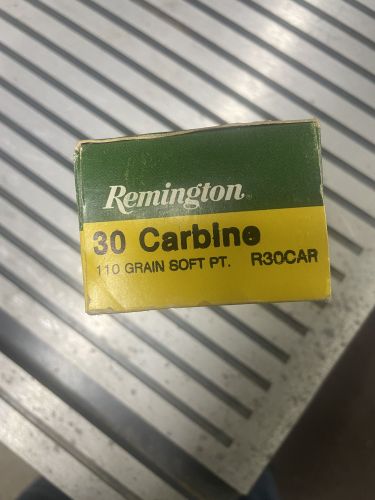 Remington
30 Carbine
110 GRAIN SOFT PT. R30CAR